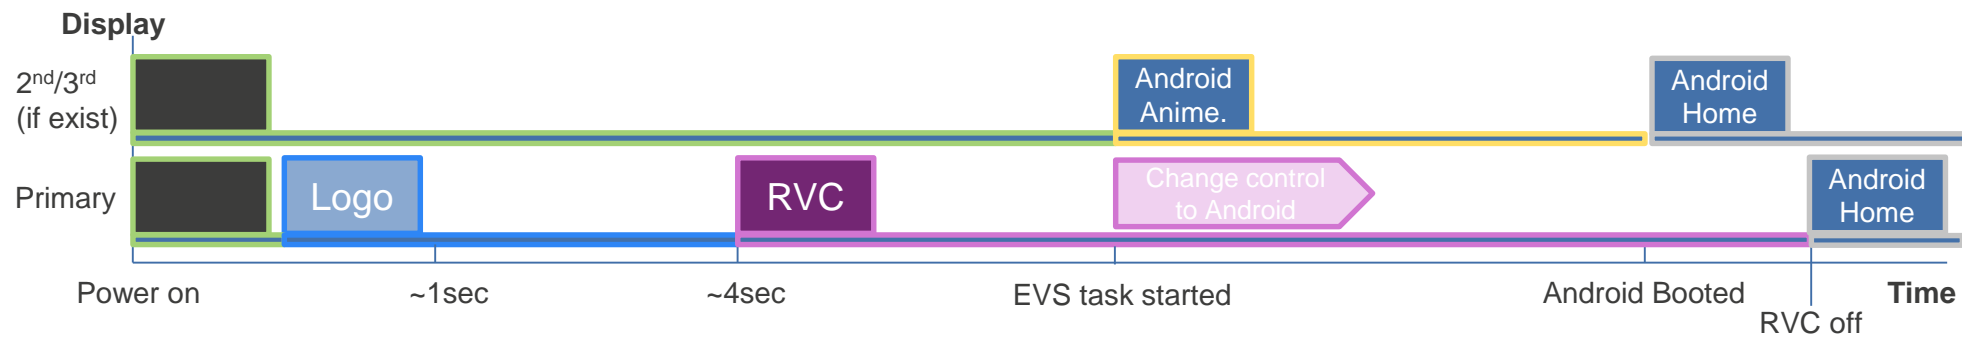 Display
2nd/3rd
(if exist)
Android
Anime.
Android
Home
Primary
Logo
RVC
Change control
to Android
Android
Home
Power on
~1sec
~4sec
EVS task started
Android Booted
Time
RVC off